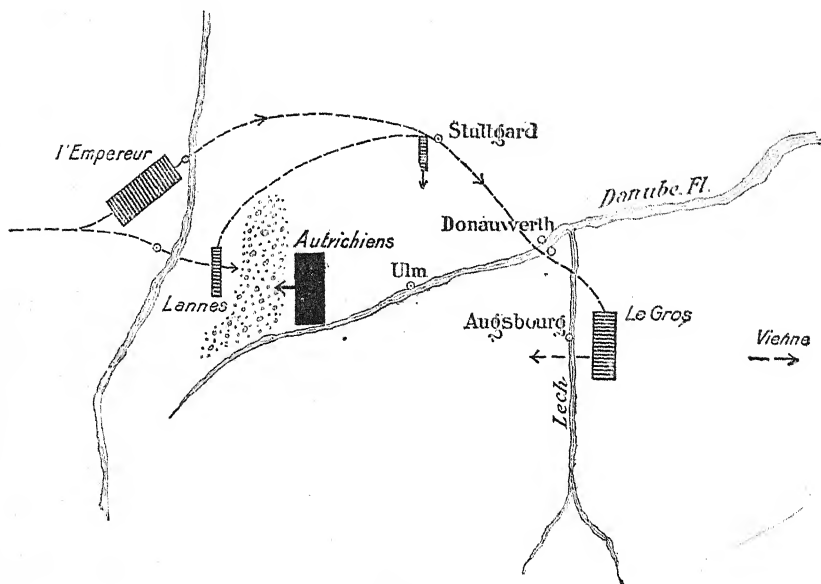 Stuttgard
l'Empereur
Danube. Fl.
Donauwerth
Autrichiens
Ulm
Lannes
Le Gros
Augsbourg
Vienne
Lech